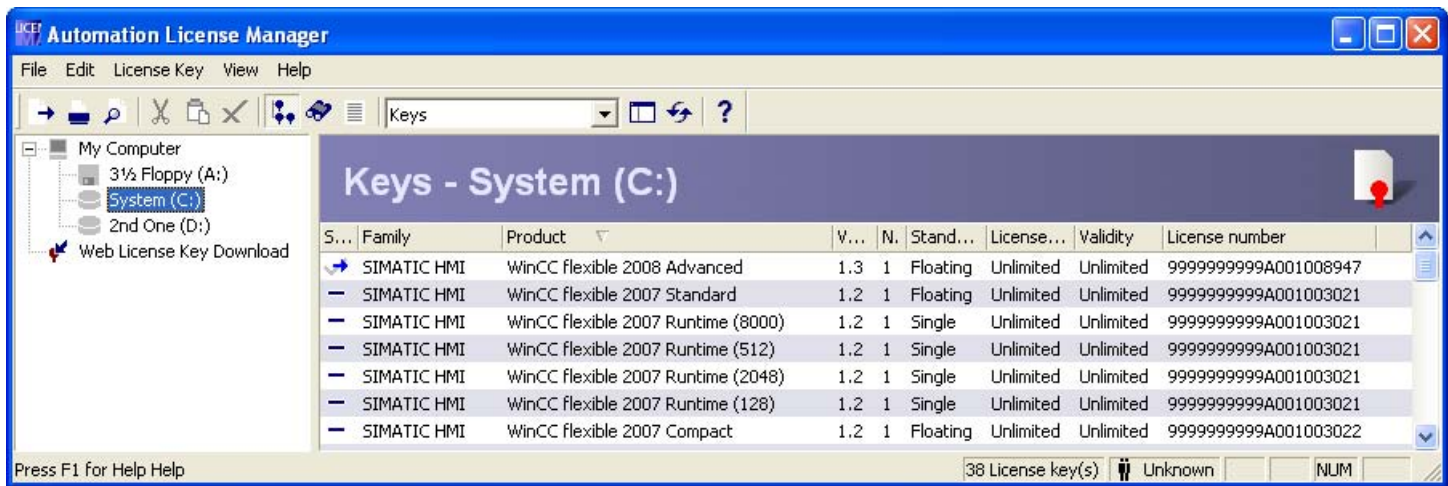 Automation License Manager
File Edit License Key View Help
Keys
My Computer
3½ Floppy (A:)
System (C:)
2nd One (D:)
Web License Key Download
Keys - System (C:)
S... Family Product V... N. Stand... License... Validity License number
SIMATIC HMI WinCC flexible 2008 Advanced 1.3 1 Floating Unlimited Unlimited 9999999999A001008947
SIMATIC HMI WinCC flexible 2007 Standard 1.2 1 Floating Unlimited Unlimited 9999999999A001003021
SIMATIC HMI WinCC flexible 2007 Runtime (8000) 1.2 1 Single Unlimited Unlimited 9999999999A001003021
SIMATIC HMI WinCC flexible 2007 Runtime (512) 1.2 1 Single Unlimited Unlimited 9999999999A001003021
SIMATIC HMI WinCC flexible 2007 Runtime (2048) 1.2 1 Single Unlimited Unlimited 9999999999A001003021
SIMATIC HMI WinCC flexible 2007 Runtime (128) 1.2 1 Single Unlimited Unlimited 9999999999A001003021
SIMATIC HMI WinCC flexible 2007 Compact 1.2 1 Floating Unlimited Unlimited 9999999999A001003022
Press F1 for Help Help 38 License key(s) Unknown NUM